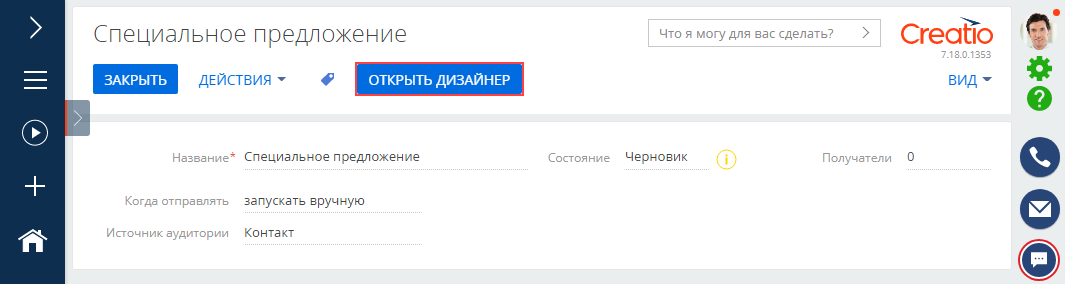 Специальное предложение
Что я могу для вас сделать?
Creatio
7.18.0.1353
ЗАКРЫТЬ
ДЕЙСТВИЯ
ОТКРЫТЬ ДИЗАЙНЕР
ВИД
Название* Специальное предложение
Состояние Черновик
Получатели 0
Когда отправлять запускать вручную
Источник аудитории Контакт